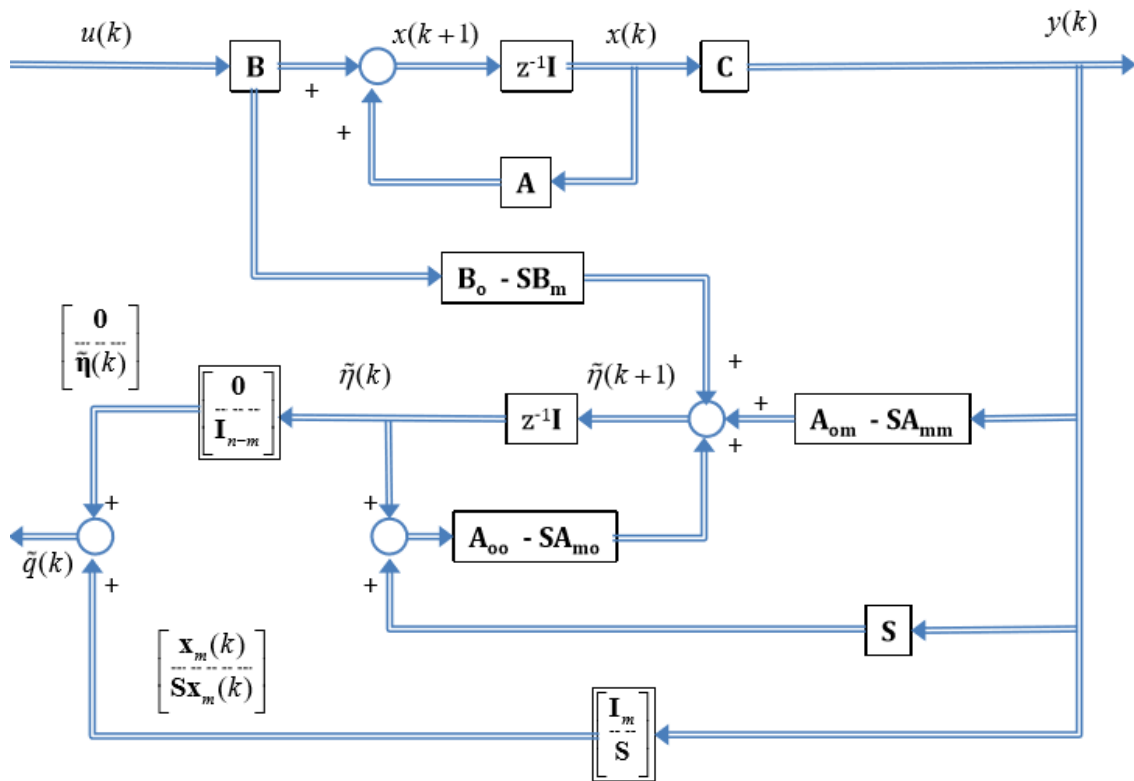 u(k)
x(k+1)
x(k)
y(k)
B
z⁻¹I
C
+
+
A
Bₒ - SBₘ
[0
η̃(k)]
[0
Iₙ₋ₘ]
η̃(k)
η̃(k+1)
+
z⁻¹I
+
Aₒₘ - SAₘₘ
+
+
+
Aₒₒ - SAₘₒ
q̃(k)
+
+
S
[xₘ(k)
Sxₘ(k)]
[Iₘ
S]